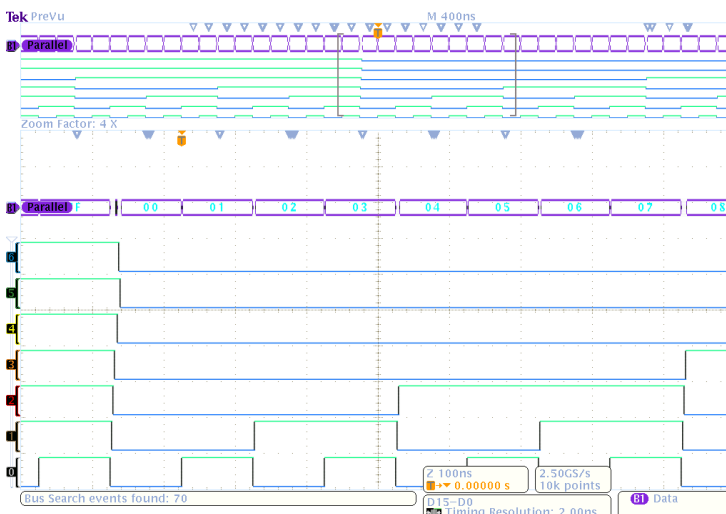 Tek PreVu M 400ns
B1 Parallel
Zoom Factor: 4 X
B1 Parallel F 00 01 02 03 04 05 06 07 08
6
5
4
3
2
1
0
Z 100ns
T 0.00000 s
2.50GS/s
10k points
Bus Search events found: 70
D15-D0
Timing Resolution: 2.00ns
B1 Data